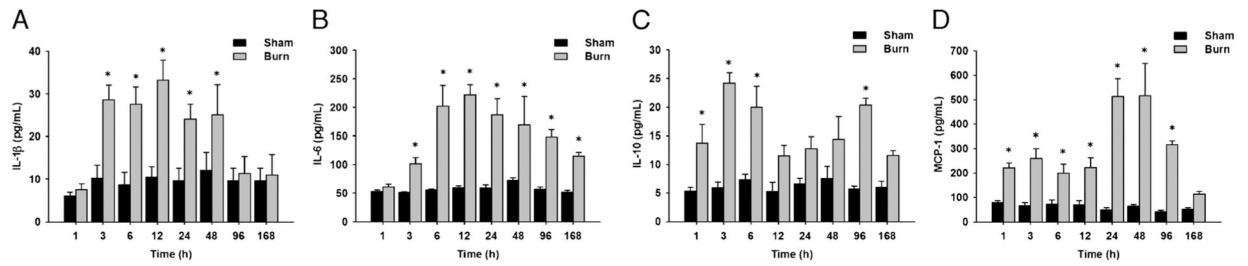 A
Sham
Burn
IL-1β (pg/mL)
40
30
20
10
0
* * * * *
1 3 6 12 24 48 96 168
Time (h)
B
Sham
Burn
IL-6 (pg/mL)
300
250
200
150
100
50
0
* * * * * * *
1 3 6 12 24 48 96 168
Time (h)
C
Sham
Burn
IL-10 (pg/mL)
30
25
20
15
10
5
0
* * * *
1 3 6 12 24 48 96 168
Time (h)
D
Sham
Burn
MCP-1 (pg/mL)
700
600
500
400
300
200
100
0
* * * * * * *
1 3 6 12 24 48 96 168
Time (h)